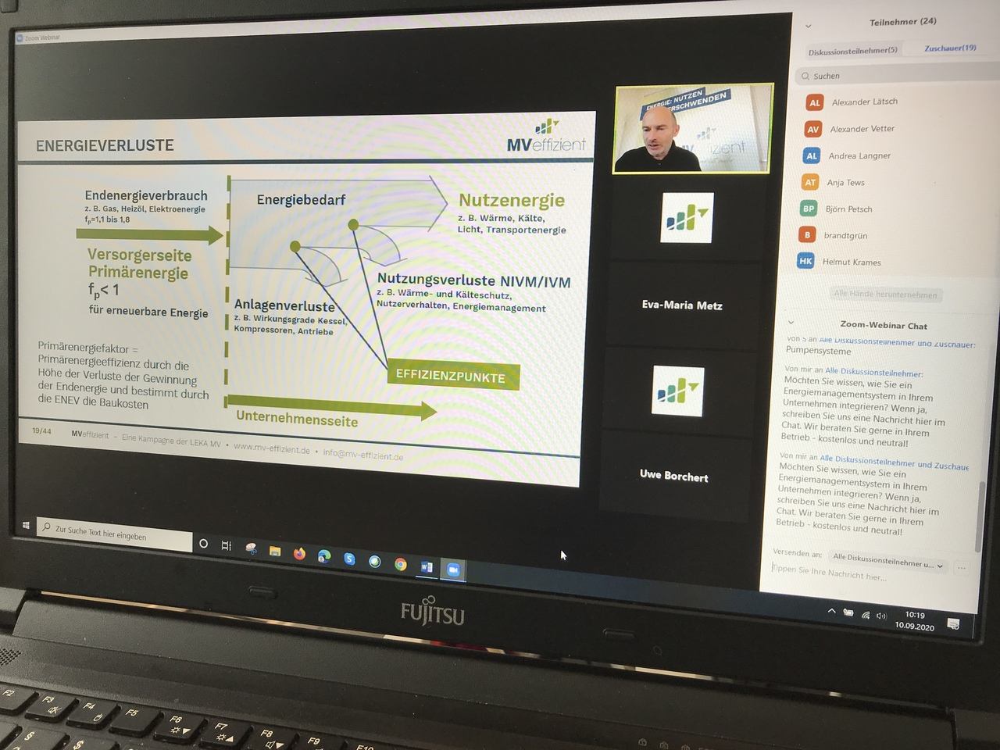 Zoom Webinar
ENERGIEVERLUSTE
MVeffizient
Endenergieverbrauch
z. B. Gas, Heizöl, Elektroenergie
fp=1,1 bis 1,8
Versorgerseite
Primärenergie
fp< 1
für erneuerbare Energie
Primärenergiefaktor =
Primärenergieeffizienz durch die
Höhe der Verluste der Gewinnung
der Endenergie und bestimmt durch
die ENEV die Baukosten
Energiebedarf
Nutzenergie
z. B. Wärme, Kälte,
Licht, Transportenergie
Nutzungsverluste NIVM/IVM
z. B. Wärme- und Kälteschutz,
Nutzerverhalten, Energiemanagement
Anlagenverluste
z. B. Wirkungsgrade Kessel,
Kompressoren, Antriebe
EFFIZIENZPUNKTE
Unternehmensseite
19/44 MVeffizient – Eine Kampagne der LEKA MV • www.mv-effizient.de • info@mv-effizient.de
ENERGIE: NUTZEN
Eva-Maria Metz
Uwe Borchert
Teilnehmer (24)
Diskussionsteilnehmer(5) Zuschauer(19)
Suchen
AL Alexander Lätsch
AV Alexander Vetter
AL Andrea Langner
AT Anja Tews
BP Björn Petsch
B brandtgrün
HK Helmut Krames
Alle Hände herunternehmen
Zoom-Webinar Chat
Alle Diskussionsteilnehmer und Zuschauer:
Pumpensysteme
Von mir an Alle Diskussionsteilnehmer:
Möchten Sie wissen, wie Sie ein
Energiemanagementsystem in Ihrem
Unternehmen integrieren? Wenn ja,
schreiben Sie uns eine Nachricht hier im
Chat. Wir beraten Sie gerne in Ihrem
Betrieb - kostenlos und neutral!
Von mir an Alle Diskussionsteilnehmer und Zuschaue
Möchten Sie wissen, wie Sie ein
Energiemanagementsystem in Ihrem
Unternehmen integrieren? Wenn ja,
schreiben Sie uns eine Nachricht hier im
Chat. Wir beraten Sie gerne in Ihrem
Betrieb - kostenlos und neutral!
Versenden an: Alle Diskussionsteilnehmer u...
Tippen Sie Ihre Nachricht hier...
Zur Suche Text hier eingeben
10:19
10.09.2020
FUJITSU
F2
F3
F4
F5
F6
F7
F8
F9
F10
§
$